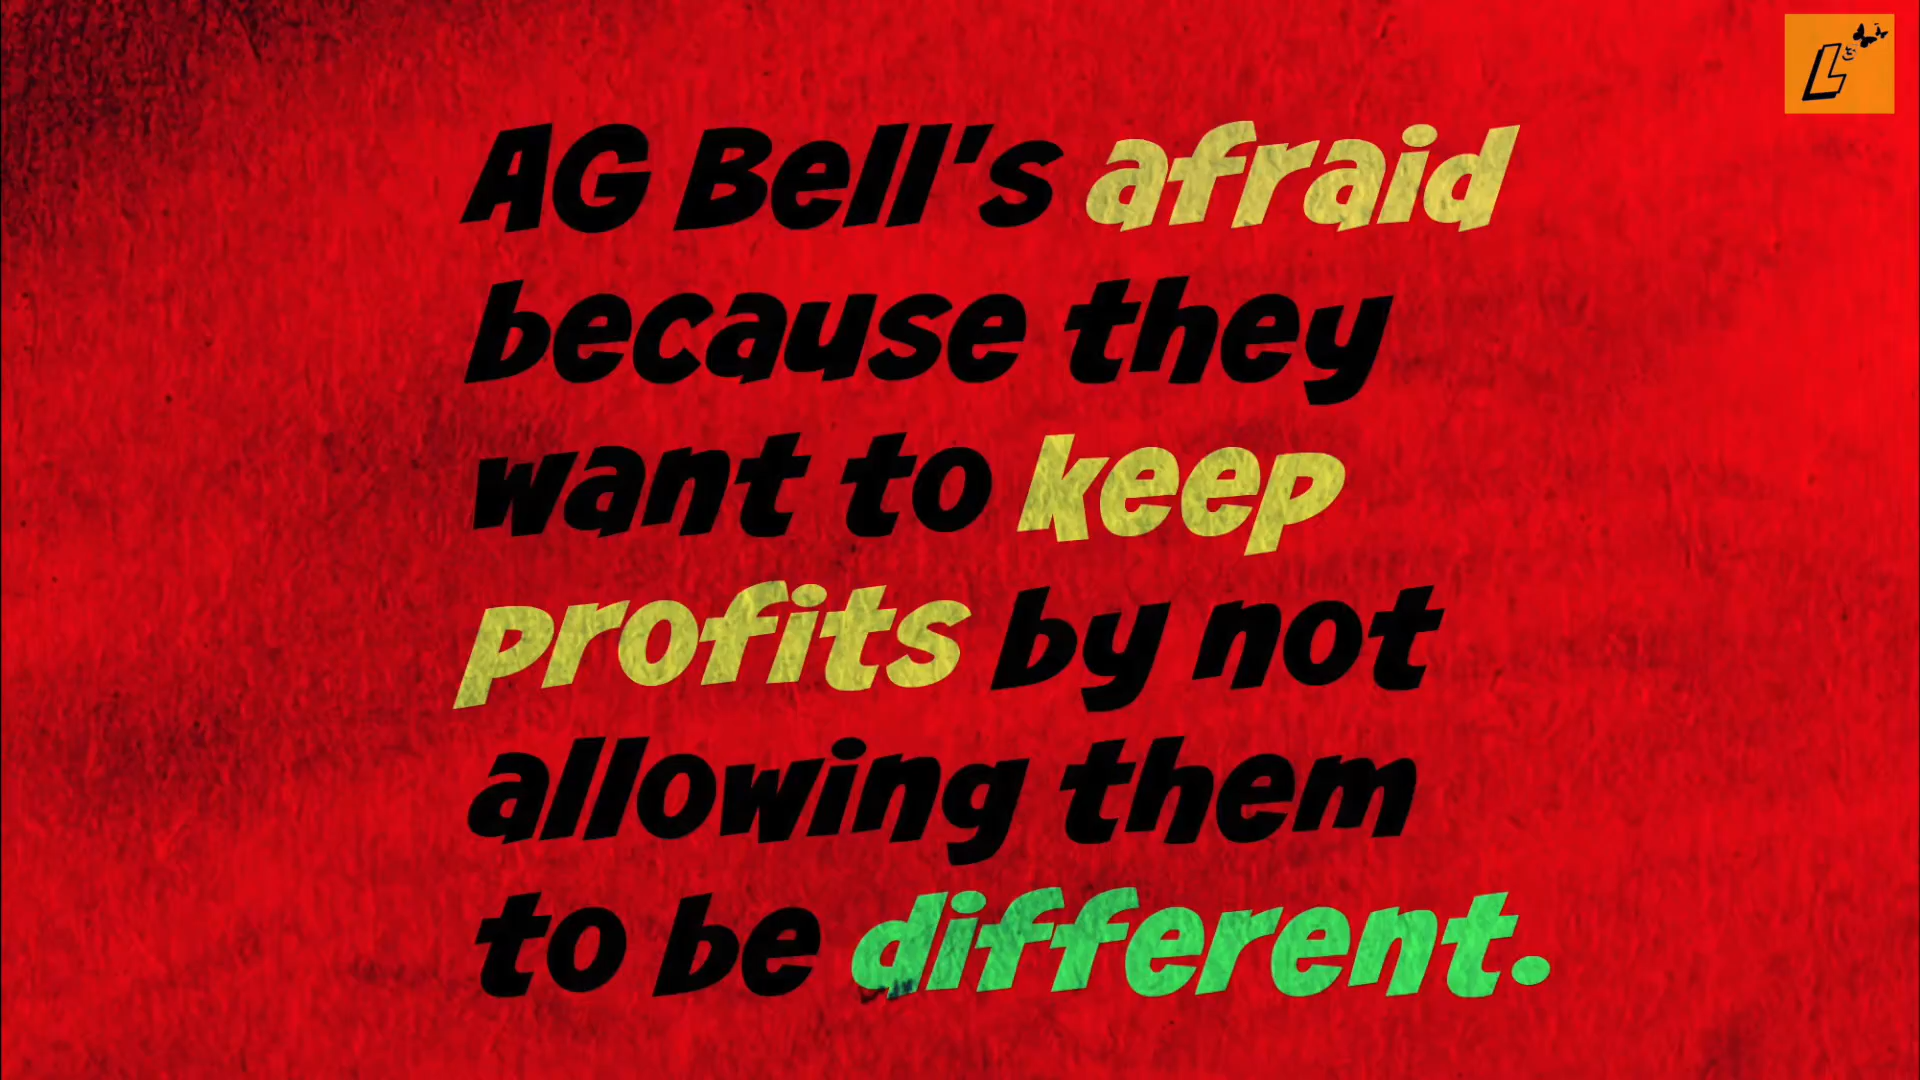 AG Bell's afraid
because they
want to keep
profits by not
allowing them
to be different.
L